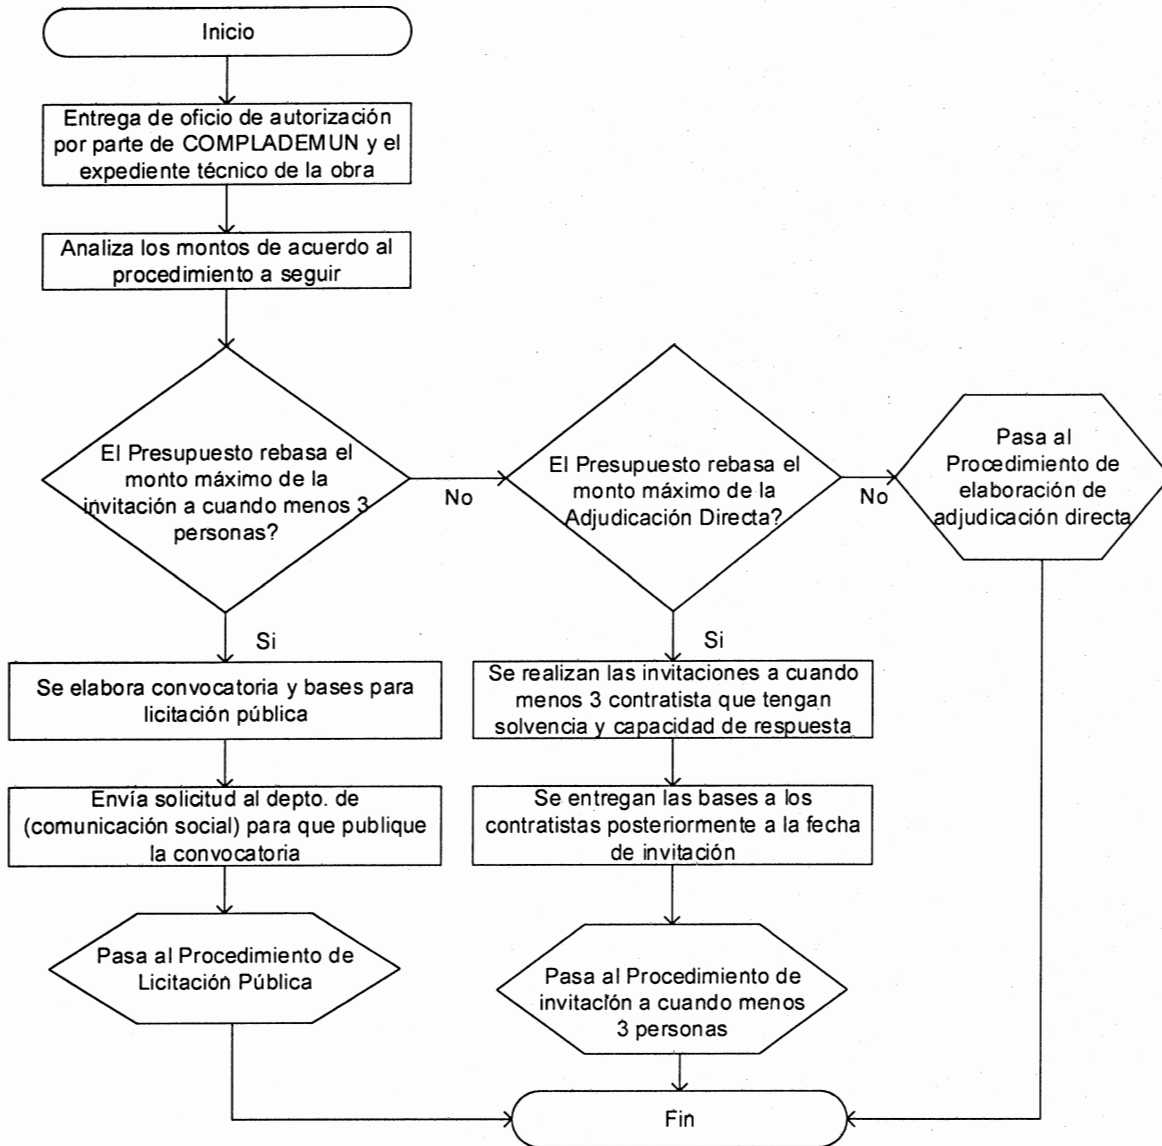 Inicio
Entrega de oficio de autorización
por parte de COMPLADEMUN y el
expediente técnico de la obra
Analiza los montos de acuerdo al
procedimiento a seguir
El Presupuesto rebasa el
monto máximo de la
invitación a cuando menos 3
personas?
No
El Presupuesto rebasa el
monto máximo de la
Adjudicación Directa?
No
Pasa al
Procedimiento de
elaboración de
adjudicación directa
Si
Se elabora convocatoria y bases para
licitación pública
Envía solicitud al depto. de
(comunicación social) para que publique
la convocatoria
Pasa al Procedimiento de
Licitación Pública
Si
Se realizan las invitaciones a cuando
menos 3 contratista que tengan
solvencia y capacidad de respuesta
Se entregan las bases a los
contratistas posteriormente a la fecha
de invitación
Pasa al Procedimiento de
invitación a cuando menos
3 personas
Fin